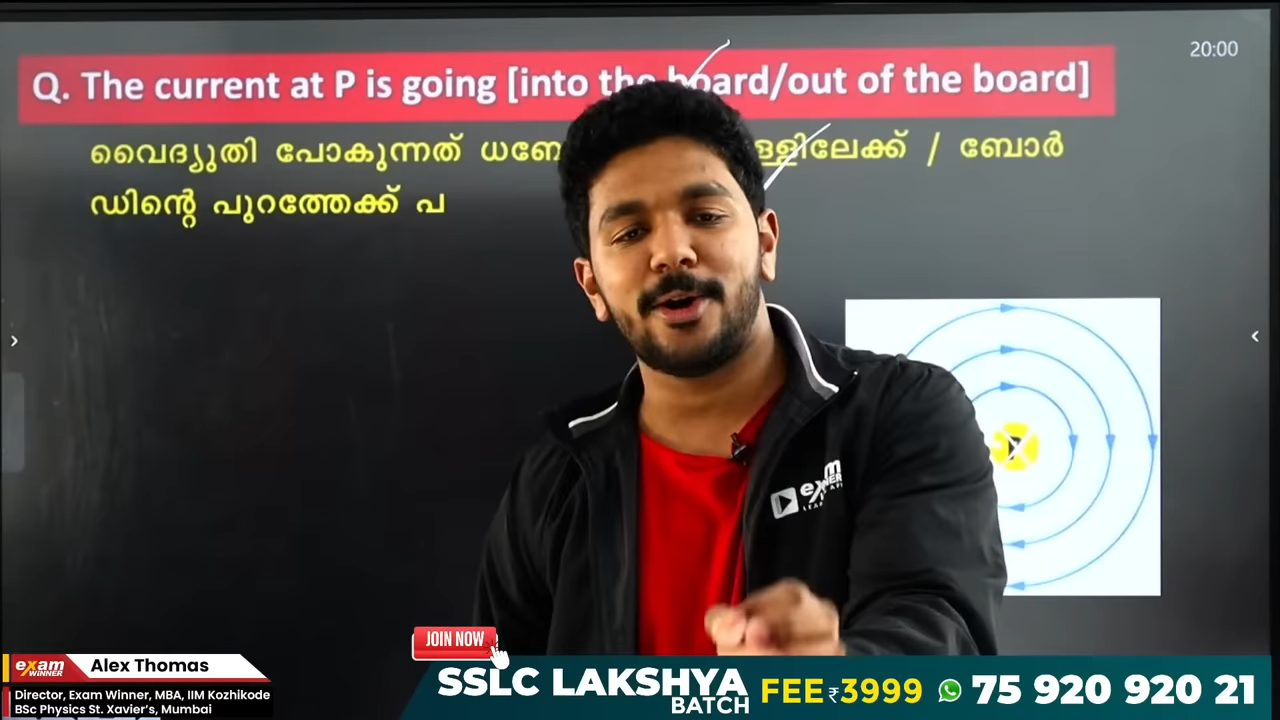 20:00
Q. The current at P is going [into the board/out of the board]
വൈദ്യുതി പോകുന്നത് / ബോർ
ഡിന്റെ പുറത്തേക്ക് പ
exam
WINNER
JOIN NOW
exam
WINNER
Alex Thomas
Director, Exam Winner, MBA, IIM Kozhikode
BSc Physics St. Xavier's, Mumbai
SSLC LAKSHYA
BATCH
FEE ₹3999
75 920 920 21